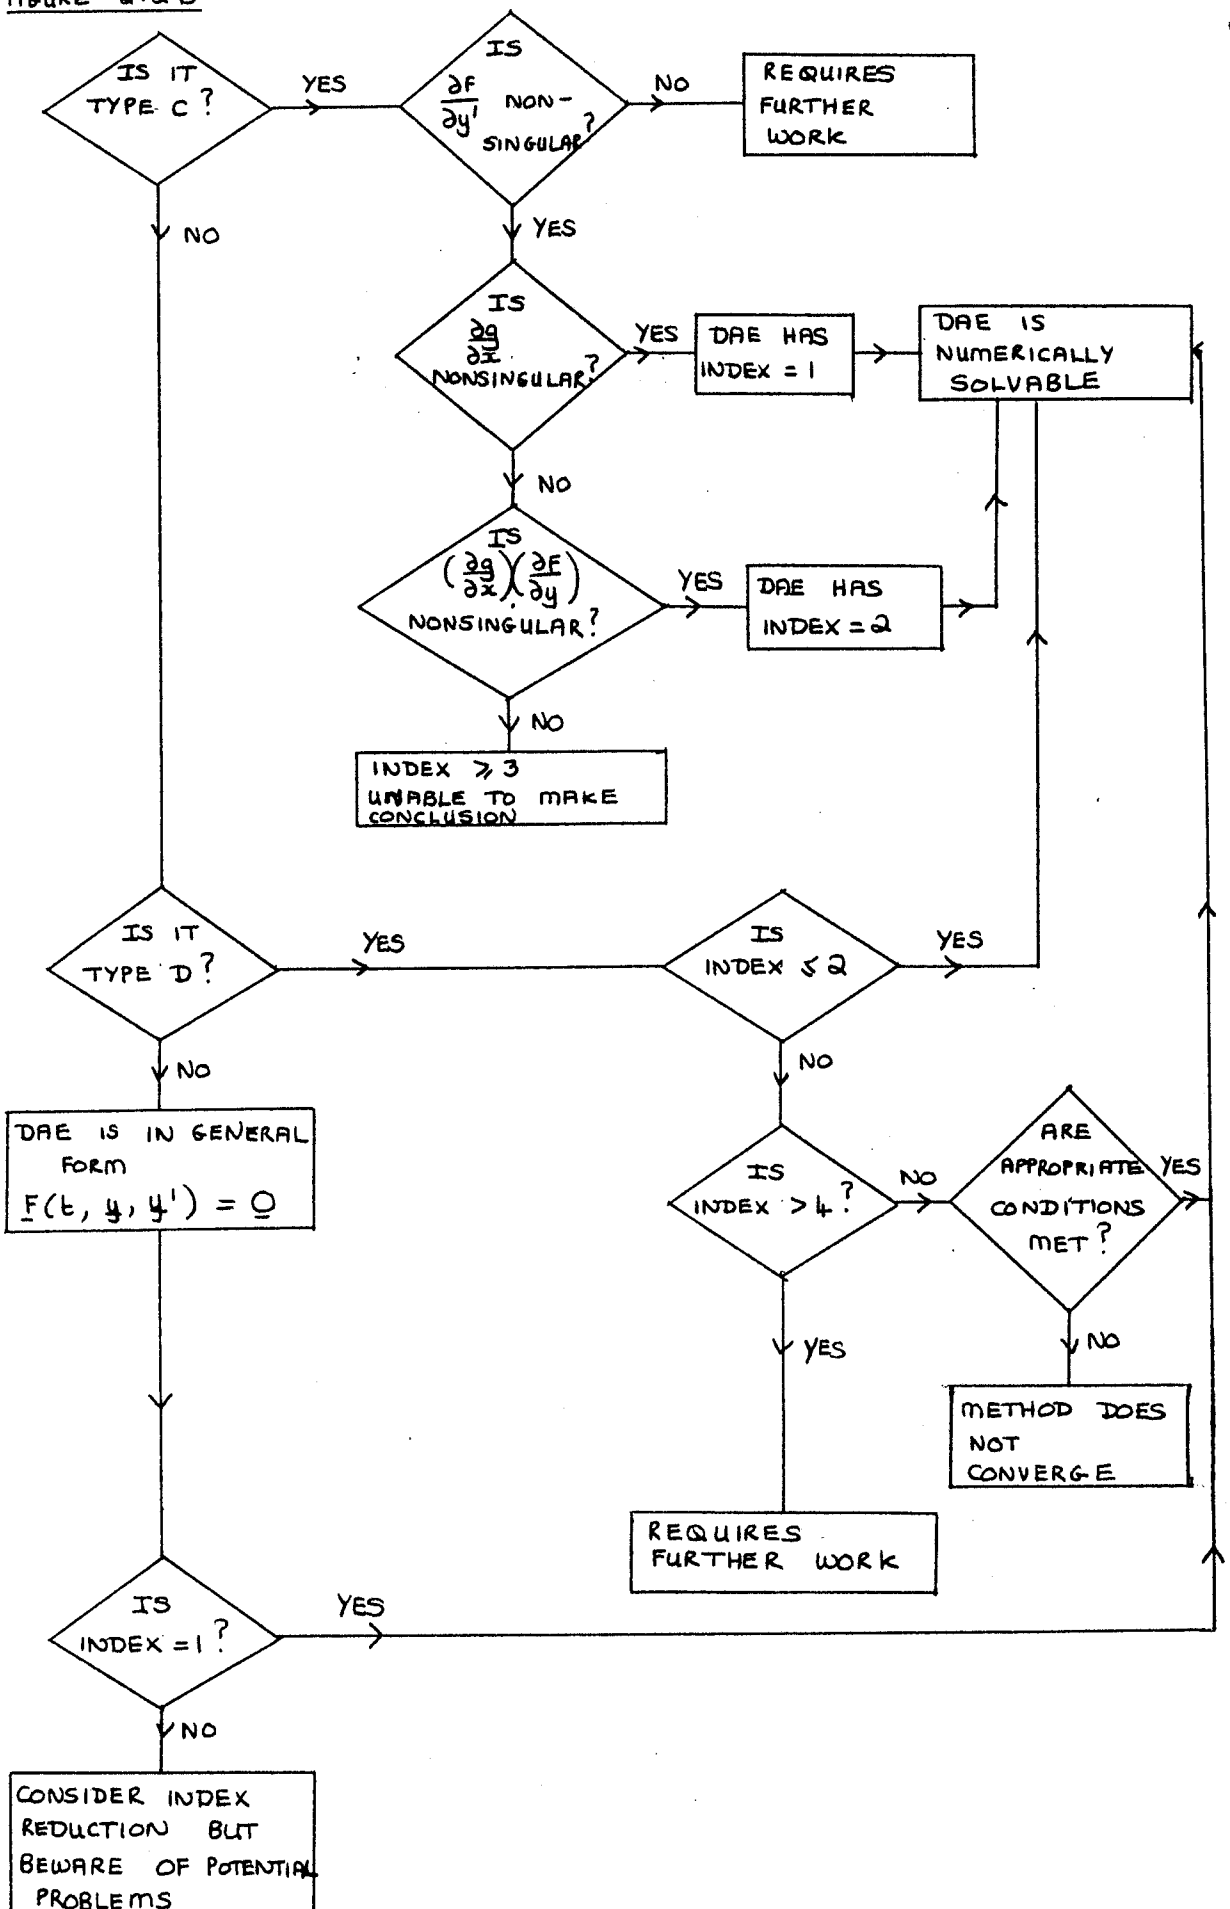 IS IT
TYPE C?
YES
IS
∂F/∂y' NON-
SINGULAR?
NO
REQUIRES
FURTHER
WORK
NO
YES
IS
∂g/∂x
NONSINGULAR?
YES
DAE HAS
INDEX = 1
DAE IS
NUMERICALLY
SOLVABLE
NO
IS
(∂g/∂x)(∂F/∂y)
NONSINGULAR?
YES
DAE HAS
INDEX = 2
NO
INDEX ⩾ 3
UNABLE TO MAKE
CONCLUSION
IS IT
TYPE D?
YES
IS
INDEX ≤ 2
YES
NO
NO
DAE IS IN GENERAL
FORM
F(t, y, y') = 0
IS
INDEX > 4?
NO
ARE
APPROPRIATE
CONDITIONS
MET?
YES
YES
NO
METHOD DOES
NOT
CONVERGE
REQUIRES
FURTHER WORK
IS
INDEX = 1?
YES
NO
CONSIDER INDEX
REDUCTION BUT
BEWARE OF POTENTIAL
PROBLEMS